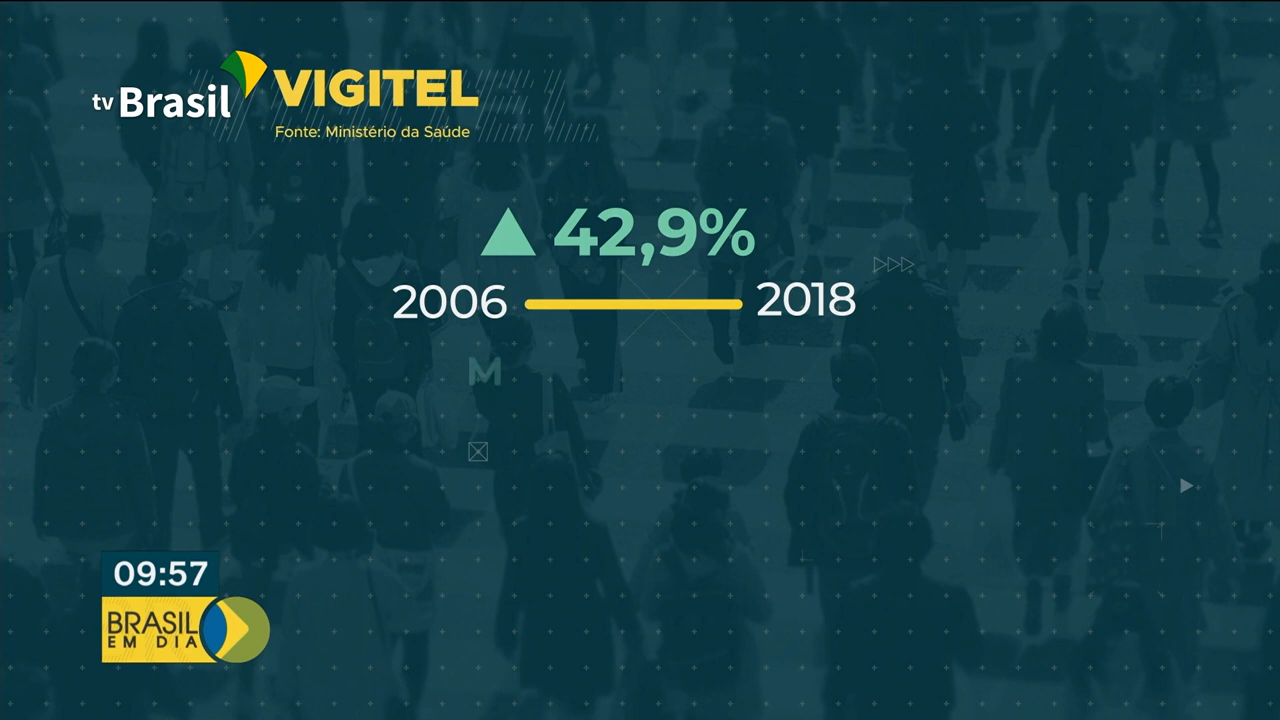 tv Brasil
VIGITEL
Fonte: Ministério da Saúde
▲ 42,9%
2006 2018
M
09:57
BRASIL
EM DIA